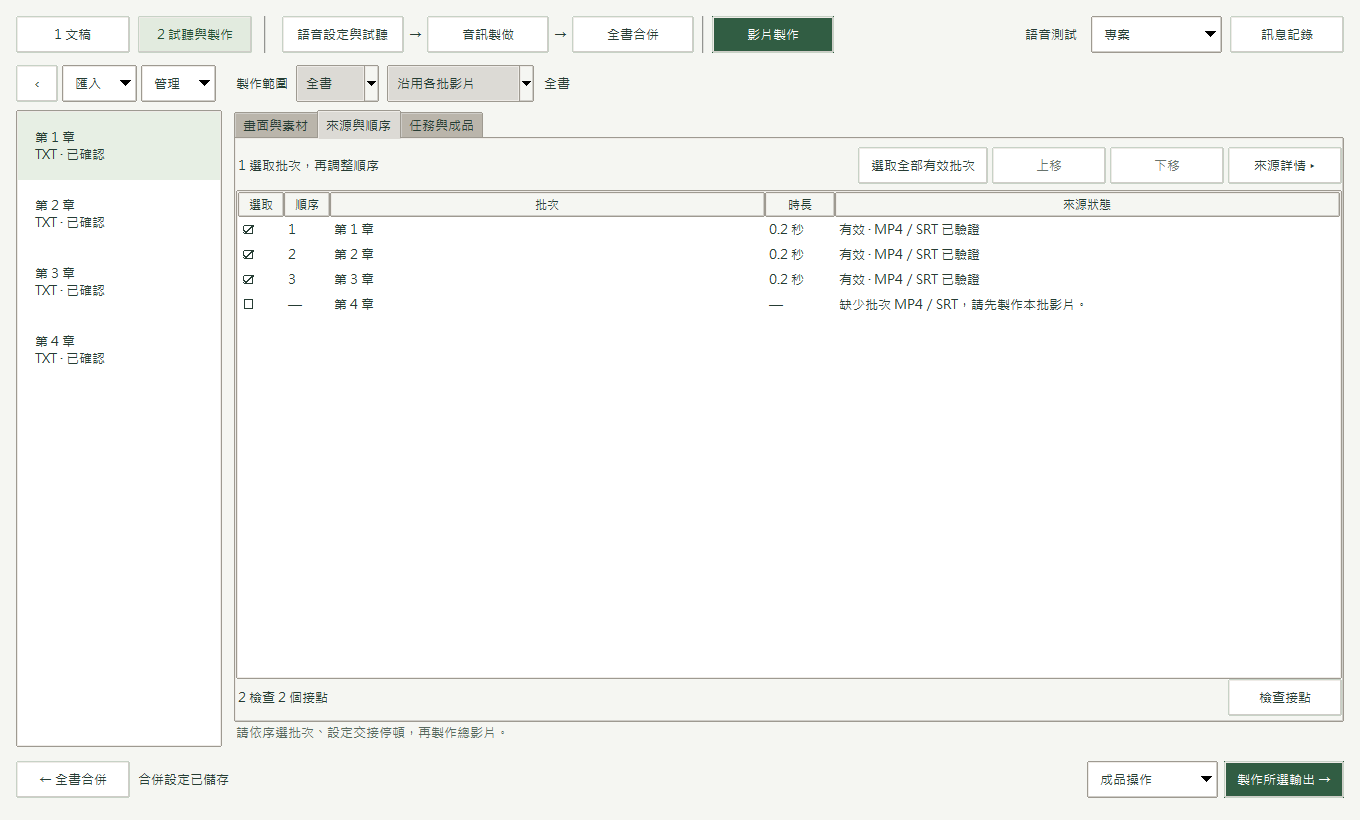 1 文稿
2 試聽與製作
語音設定與試聽 → 音訊製做 → 全書合併
影片製作
語音測試
專案
訊息記錄
‹
匯入
管理
製作範圍
全書
沿用各批影片
全書
第 1 章
TXT · 已確認
第 2 章
TXT · 已確認
第 3 章
TXT · 已確認
第 4 章
TXT · 已確認
畫面與素材
來源與順序
任務與成品
1 選取批次，再調整順序
選取全部有效批次
上移
下移
來源詳情 ▸
選取 順序 批次 時長 來源狀態
1 第 1 章 0.2 秒 有效 · MP4 / SRT 已驗證
2 第 2 章 0.2 秒 有效 · MP4 / SRT 已驗證
3 第 3 章 0.2 秒 有效 · MP4 / SRT 已驗證
— 第 4 章 — 缺少批次 MP4 / SRT，請先製作本批影片。
2 檢查 2 個接點
檢查接點
請依序選批次、設定交接停頓，再製作總影片。
← 全書合併
合併設定已儲存
成品操作
製作所選輸出 →